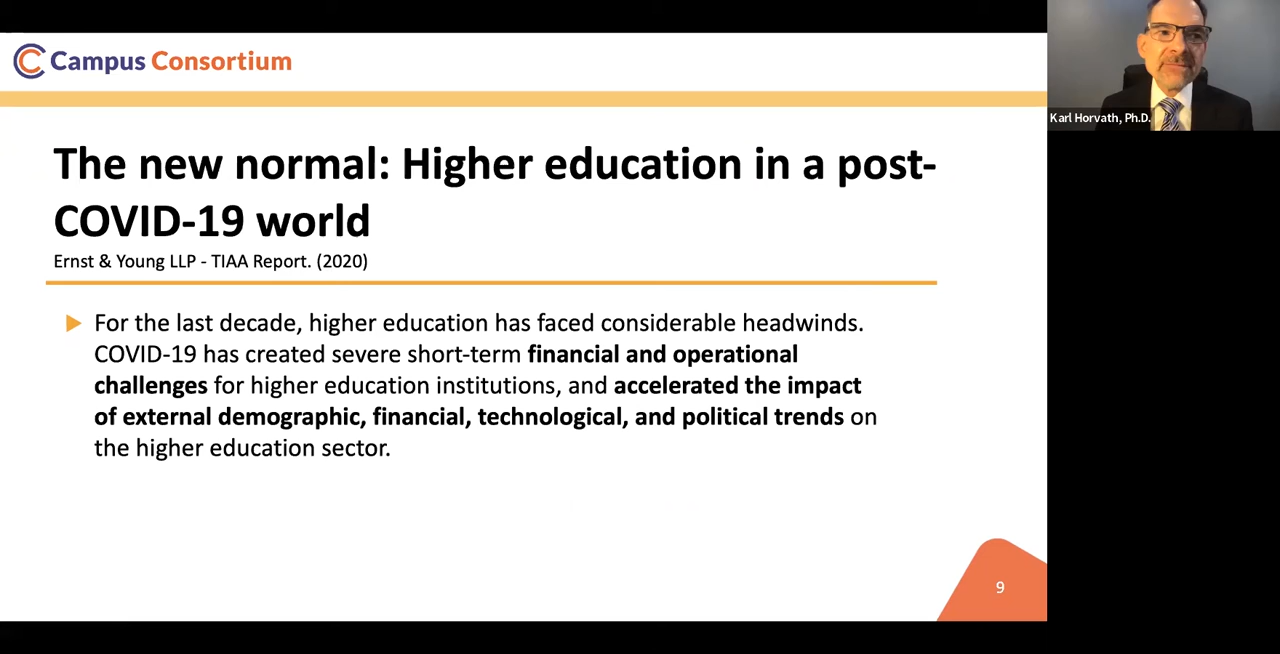 Campus Consortium
Karl Horvath, Ph.D.
The new normal: Higher education in a post-
COVID-19 world
Ernst & Young LLP - TIAA Report. (2020)
For the last decade, higher education has faced considerable headwinds.
COVID-19 has created severe short-term financial and operational
challenges for higher education institutions, and accelerated the impact
of external demographic, financial, technological, and political trends on
the higher education sector.
9